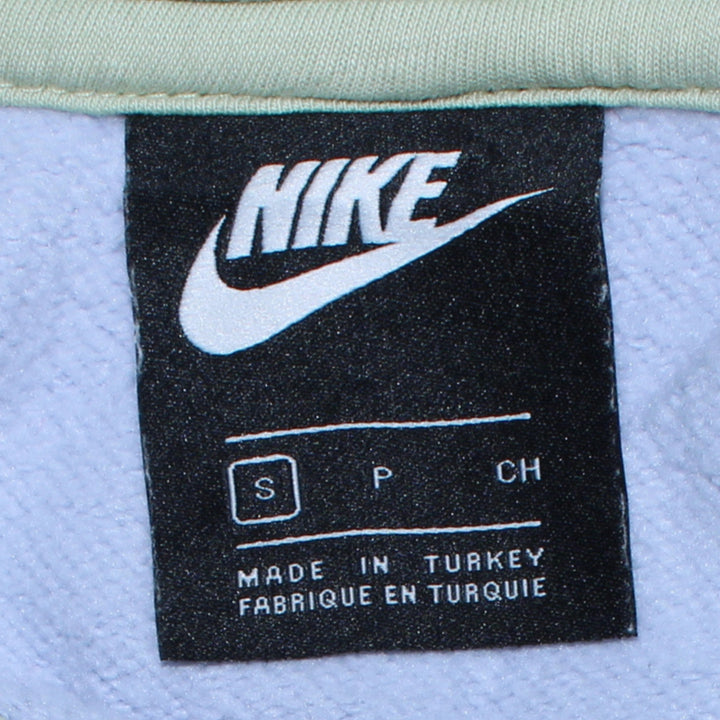 NIKE
S P CH
MADE IN TURKEY
FABRIQUE EN TURQUIE